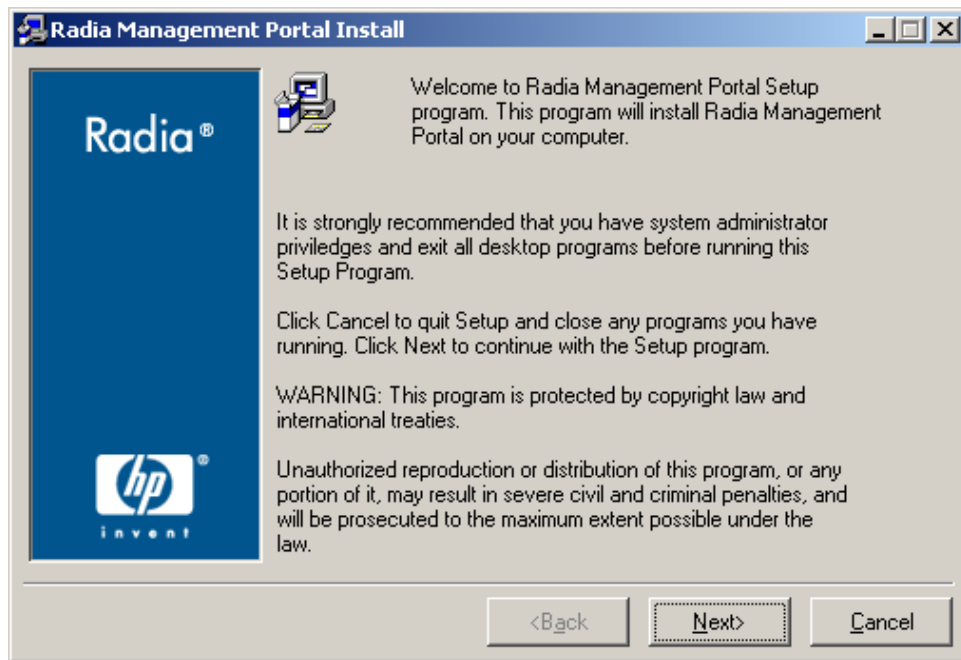 Radia Management Portal Install
Radia®
Welcome to Radia Management Portal Setup
program. This program will install Radia Management
Portal on your computer.
It is strongly recommended that you have system administrator
priviledges and exit all desktop programs before running this
Setup Program.
Click Cancel to quit Setup and close any programs you have
running. Click Next to continue with the Setup program.
WARNING: This program is protected by copyright law and
international treaties.
Unauthorized reproduction or distribution of this program, or any
portion of it, may result in severe civil and criminal penalties, and
will be prosecuted to the maximum extent possible under the
law.
hp®
invent
<Back
Next>
Cancel